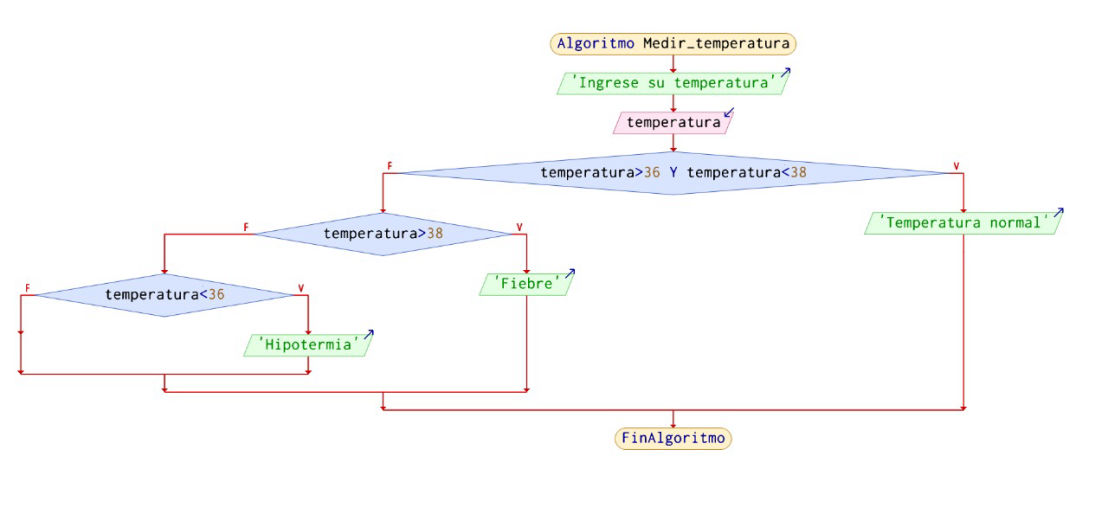 Algoritmo Medir_temperatura
'Ingrese su temperatura'
temperatura
F
temperatura>36 Y temperatura<38
V
'Temperatura normal'
F
temperatura>38
V
'Fiebre'
F
temperatura<36
V
'Hipotermia'
FinAlgoritmo